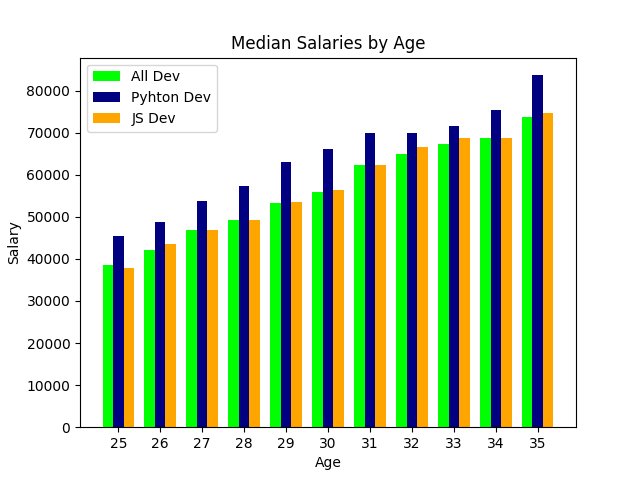 Median Salaries by Age
All Dev
Pyhton Dev
JS Dev
80000
70000
60000
50000
40000
30000
20000
10000
0
Salary
25 26 27 28 29 30 31 32 33 34 35
Age